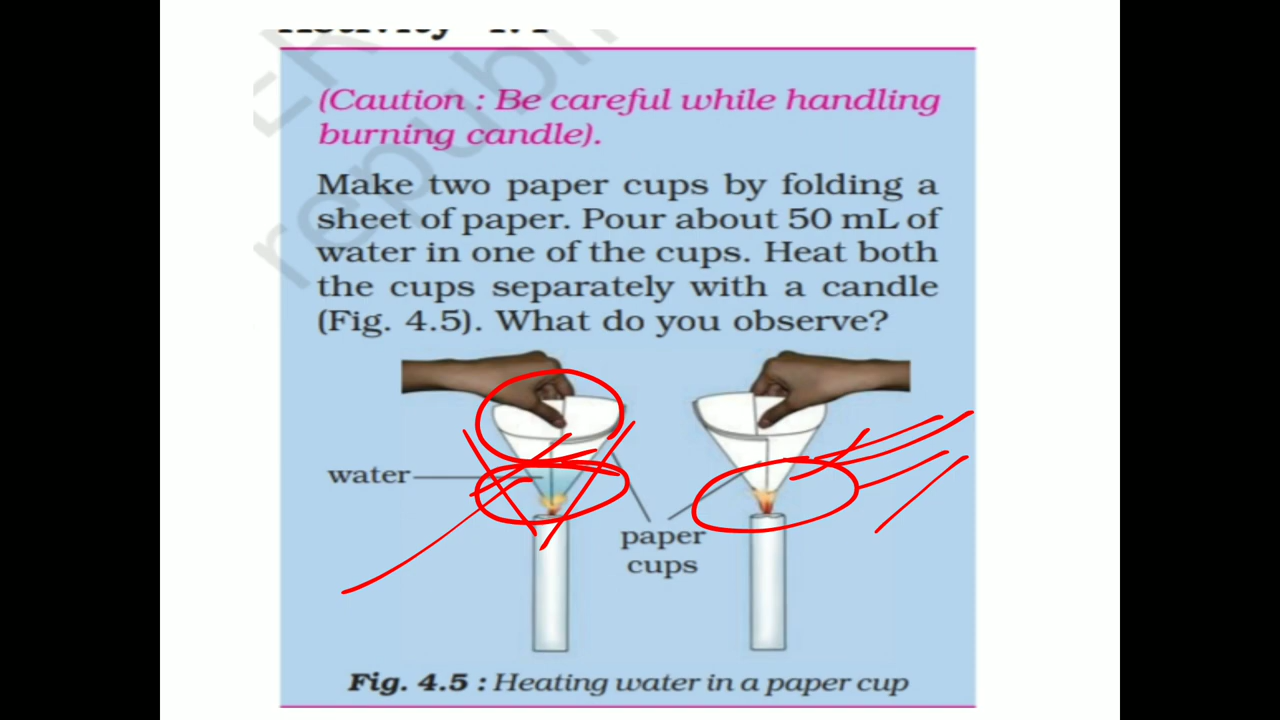 (Caution : Be careful while handling
burning candle).
Make two paper cups by folding a
sheet of paper. Pour about 50 mL of
water in one of the cups. Heat both
the cups separately with a candle
(Fig. 4.5). What do you observe?
water
paper
cups
Fig. 4.5 : Heating water in a paper cup